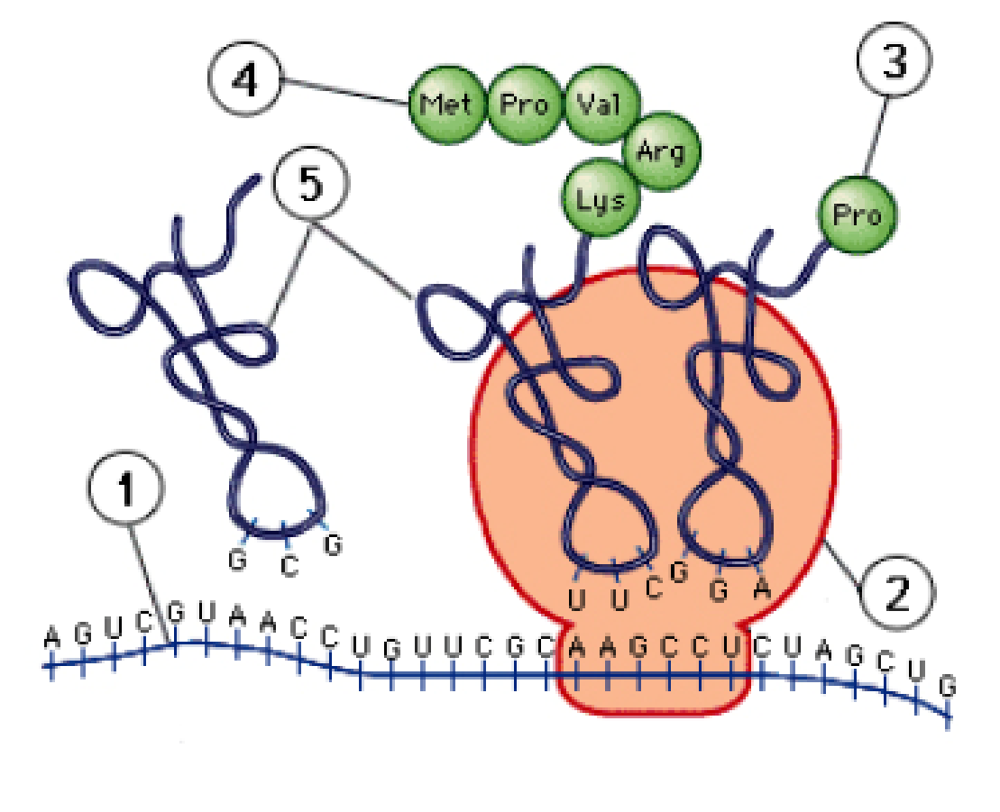 4
Met Pro Val
3
Arg
5
Lys
Pro
1
G C G
U U C G G A
2
A G U C G U A A C C U G U U C G C A A G C C U C U A G C U G